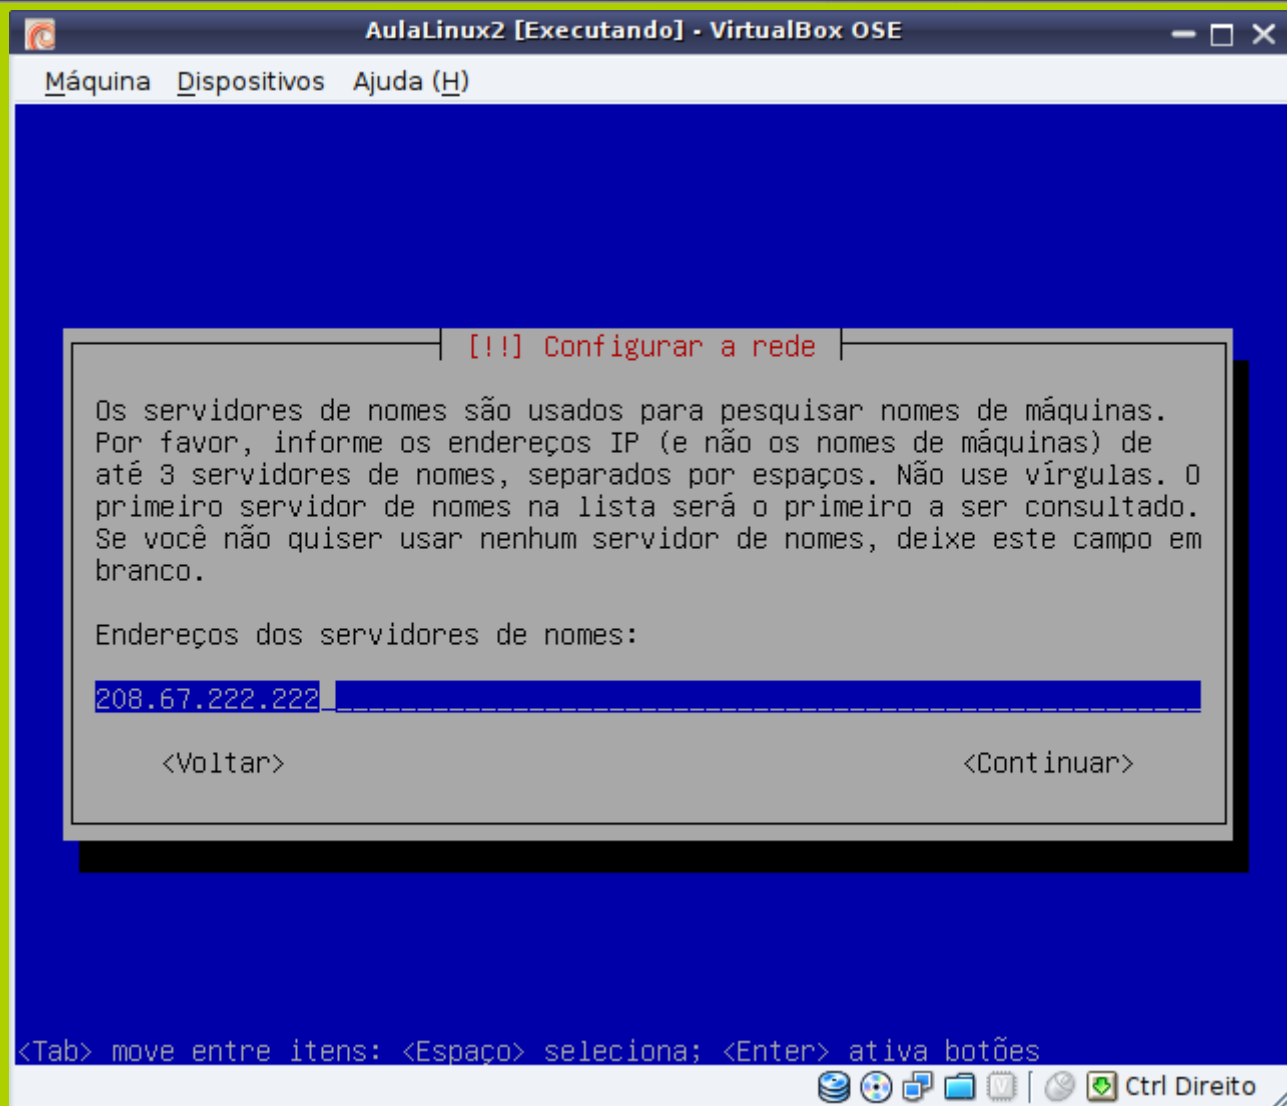 AulaLinux2 [Executando] - VirtualBox OSE
Máquina Dispositivos Ajuda (H)
[!!] Configurar a rede
Os servidores de nomes são usados para pesquisar nomes de máquinas.
Por favor, informe os endereços IP (e não os nomes de máquinas) de
até 3 servidores de nomes, separados por espaços. Não use vírgulas. O
primeiro servidor de nomes na lista será o primeiro a ser consultado.
Se você não quiser usar nenhum servidor de nomes, deixe este campo em
branco.
Endereços dos servidores de nomes:
208.67.222.222
<Voltar> <Continuar>
<Tab> move entre itens: <Espaço> seleciona; <Enter> ativa botões
Ctrl Direito